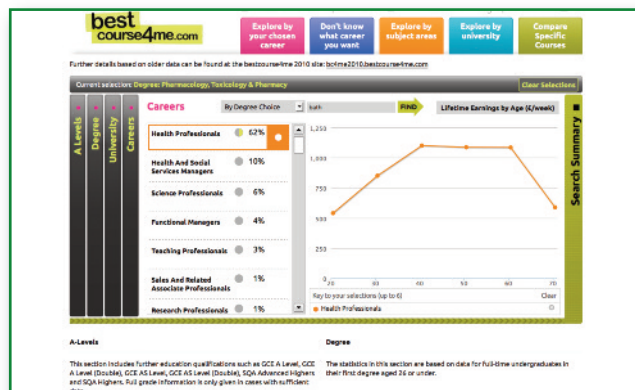 best
course4me.com
Explore by
your chosen
career
Don't know
what career
you want
Explore by
subject areas
Explore by
university
Compare
Specific
Courses
Further details based on older data can be found at the bestcourse4me 2010 site: bc4me2010.bestcourse4me.com
Current selection: Degree: Pharmacology, Toxicology & Pharmacy
Clear Selections
A Levels
Degree
University
Careers
Careers
By Degree Choice
bath
FIND
Lifetime Earnings by Age (£/week)
Health Professionals 62%
Health And Social
Services Managers 10%
Science Professionals 6%
Functional Managers 4%
Teaching Professionals 3%
Sales And Related
Associate Professionals 1%
Research Professionals 1%
1,250
1,000
750
500
250
0
20 30 40 50 60 70
Key to your selections (up to 6) Clear
Health Professionals
Search Summary
A-Levels
This section includes further education qualifications such as GCE A Level, GCE
A Level (Double), GCE AS Level, GCE AS Level (Double), SQA Advanced Highers
and SQA Highers. Full grade information is only given in cases with sufficient
Degree
The statistics in this section are based on data for full-time undergraduates in
their first degree aged 26 or under.